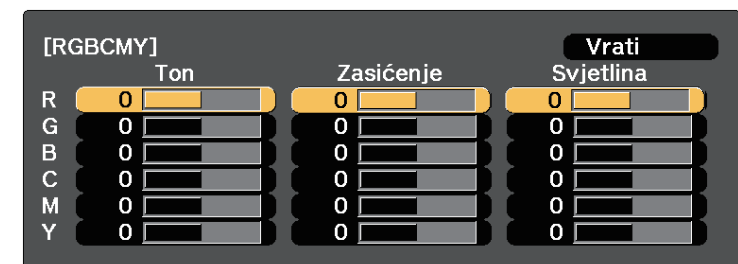 [RGBCMY] Vrati
Ton Zasićenje Svjetlina
R 0 0 0
G 0 0 0
B 0 0 0
C 0 0 0
M 0 0 0
Y 0 0 0